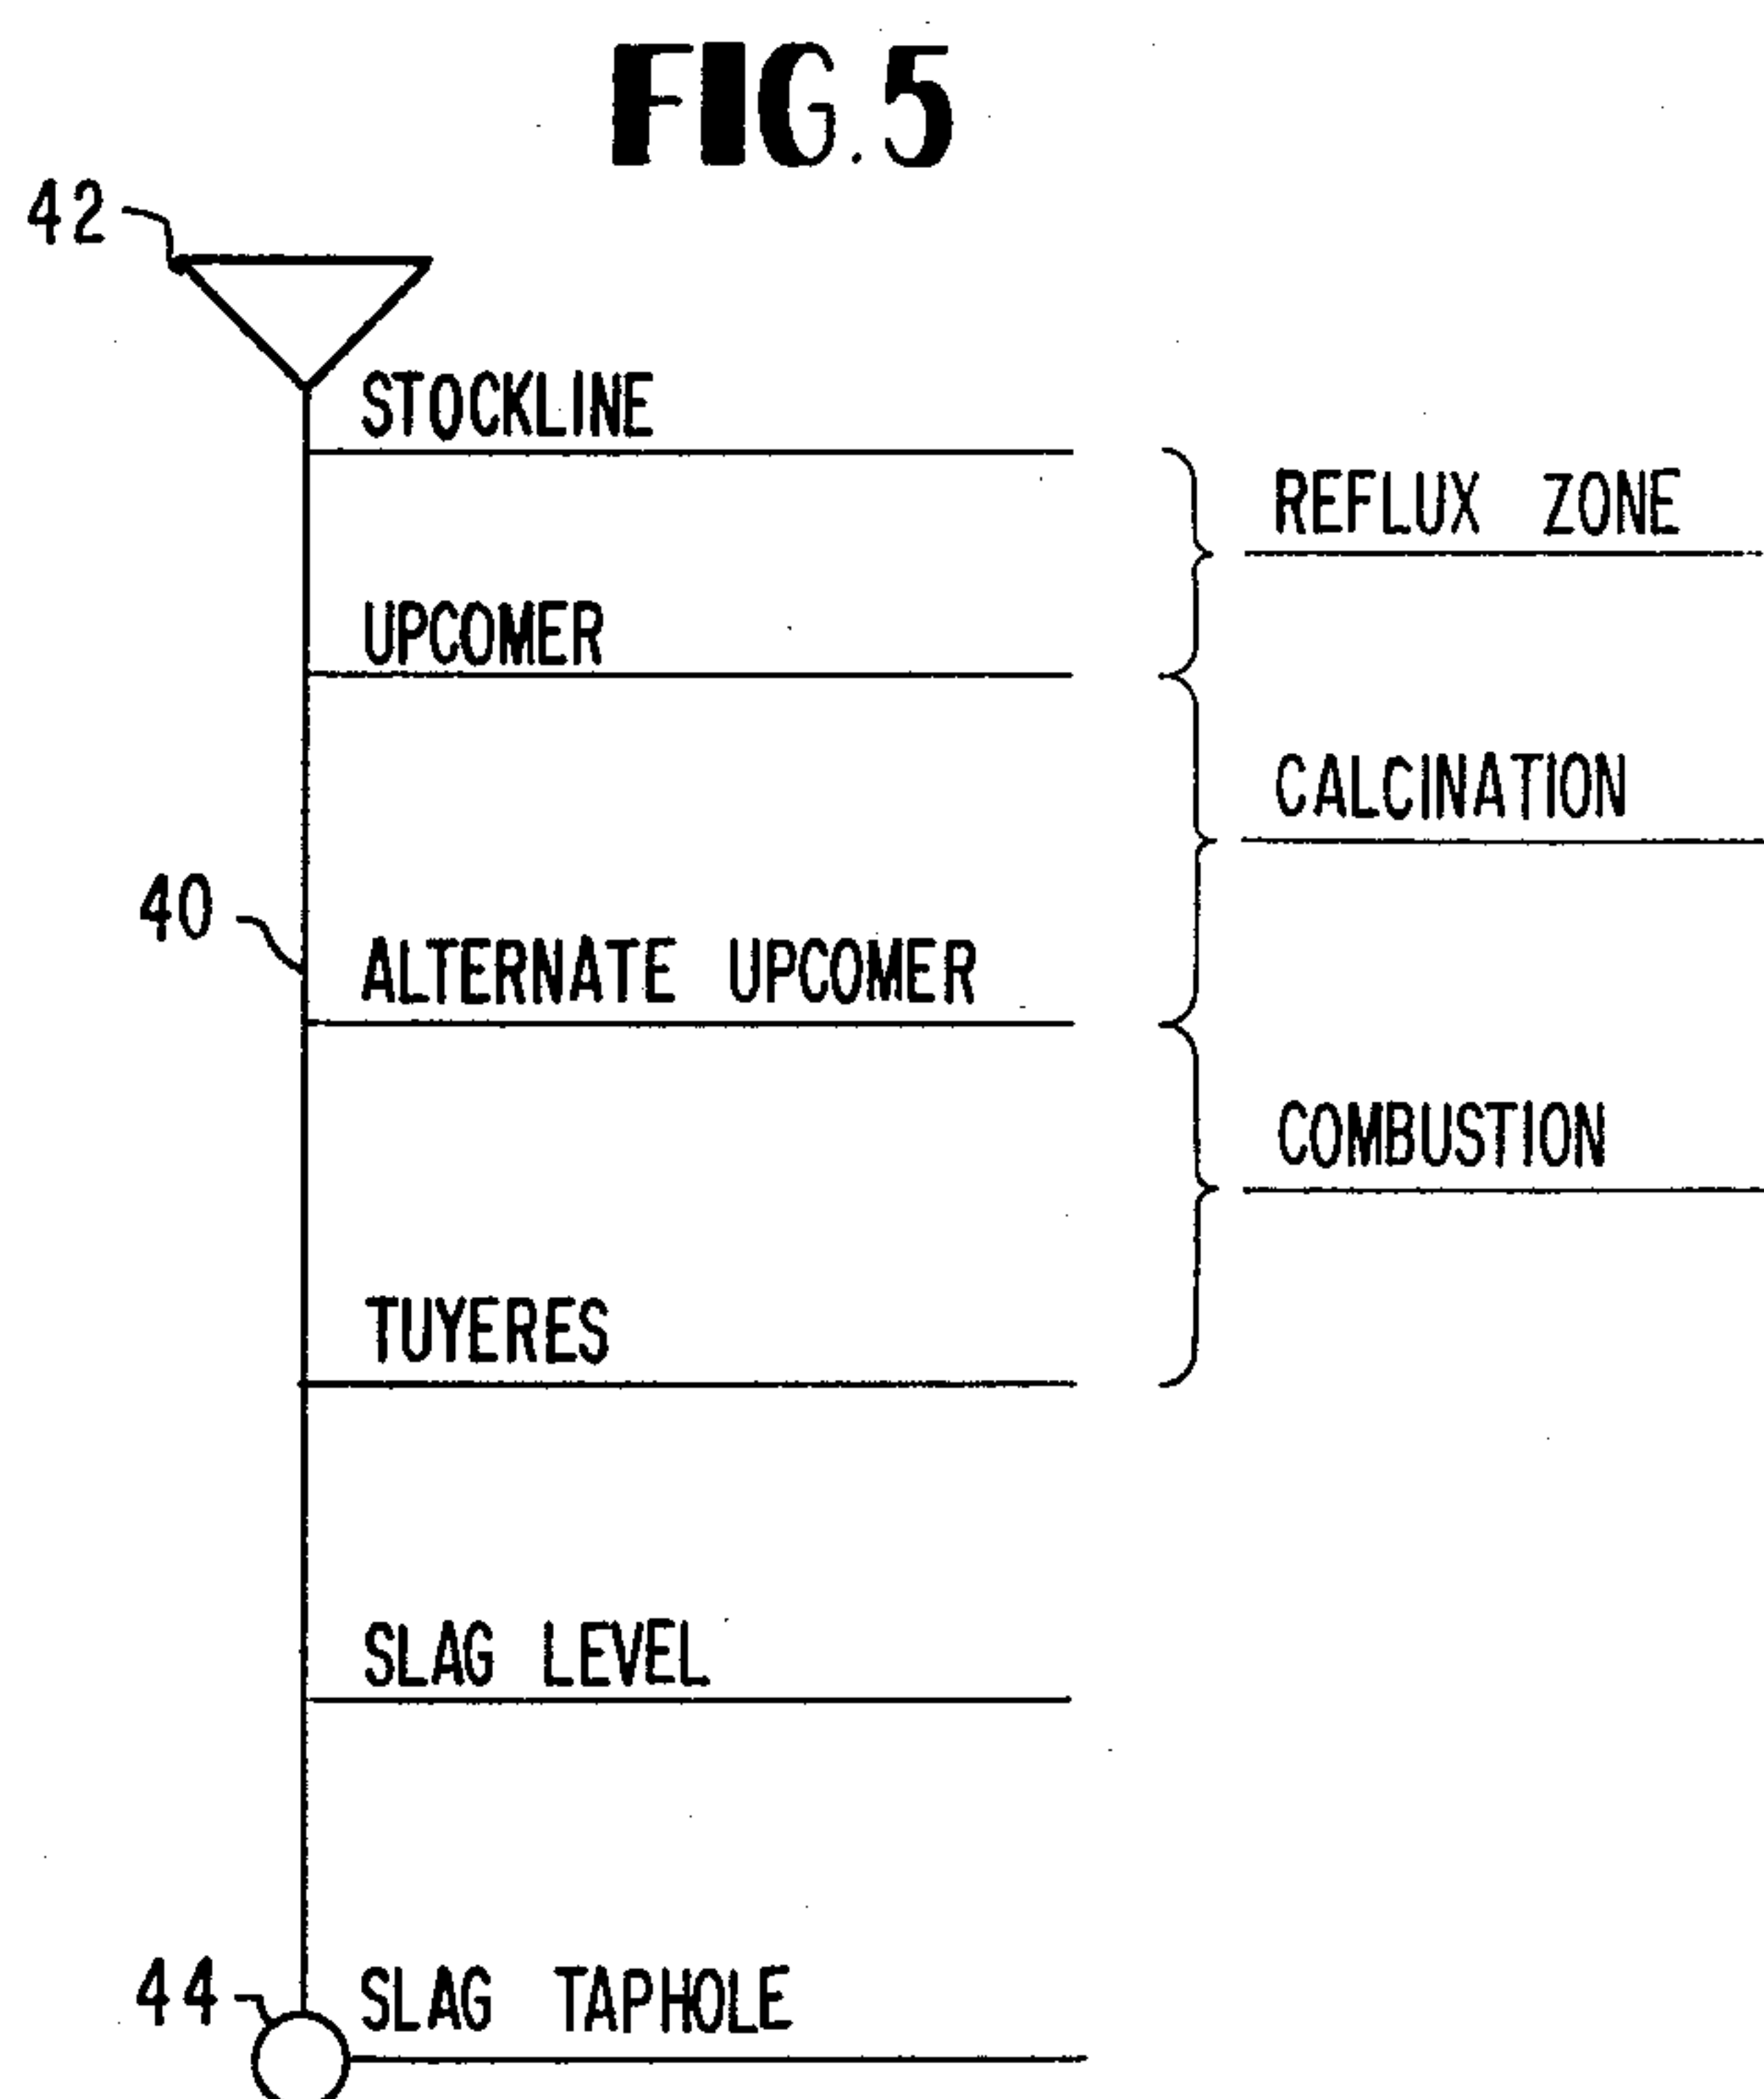 FIG. 5
42
STOCKLINE
REFLUX ZONE
UPCOMER
CALCINATION
40
ALTERNATE UPCOMER
COMBUSTION
TUYERES
SLAG LEVEL
44
SLAG TAPHOLE